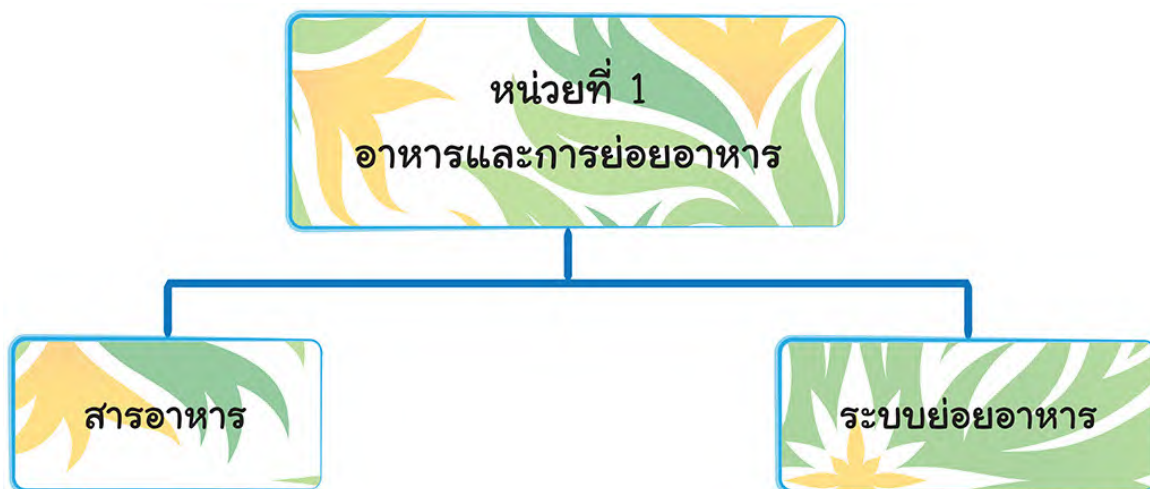 หน่วยที่ 1
อาหารและการย่อยอาหาร
สารอาหาร
ระบบย่อยอาหาร